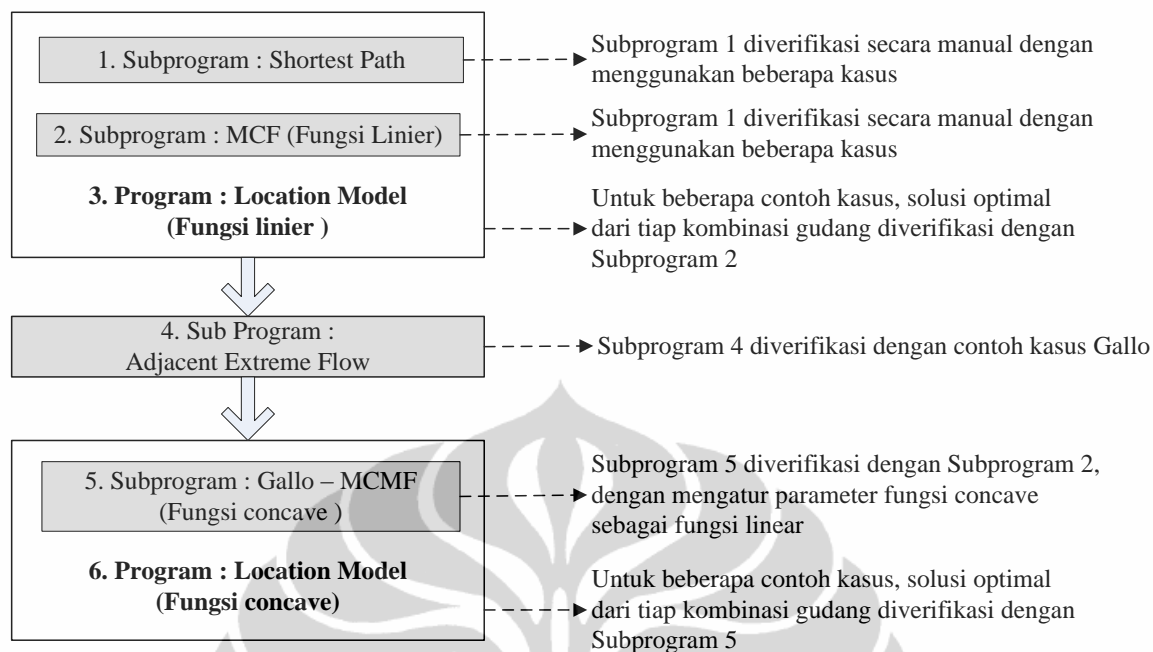 1. Subprogram : Shortest Path
Subprogram 1 diverifikasi secara manual dengan
menggunakan beberapa kasus
2. Subprogram : MCF (Fungsi Linier)
Subprogram 1 diverifikasi secara manual dengan
menggunakan beberapa kasus
3. Program : Location Model
(Fungsi linier )
Untuk beberapa contoh kasus, solusi optimal
dari tiap kombinasi gudang diverifikasi dengan
Subprogram 2
4. Sub Program :
Adjacent Extreme Flow
Subprogram 4 diverifikasi dengan contoh kasus Gallo
5. Subprogram : Gallo – MCMF
(Fungsi concave )
Subprogram 5 diverifikasi dengan Subprogram 2,
dengan mengatur parameter fungsi concave
sebagai fungsi linear
6. Program : Location Model
(Fungsi concave)
Untuk beberapa contoh kasus, solusi optimal
dari tiap kombinasi gudang diverifikasi dengan
Subprogram 5